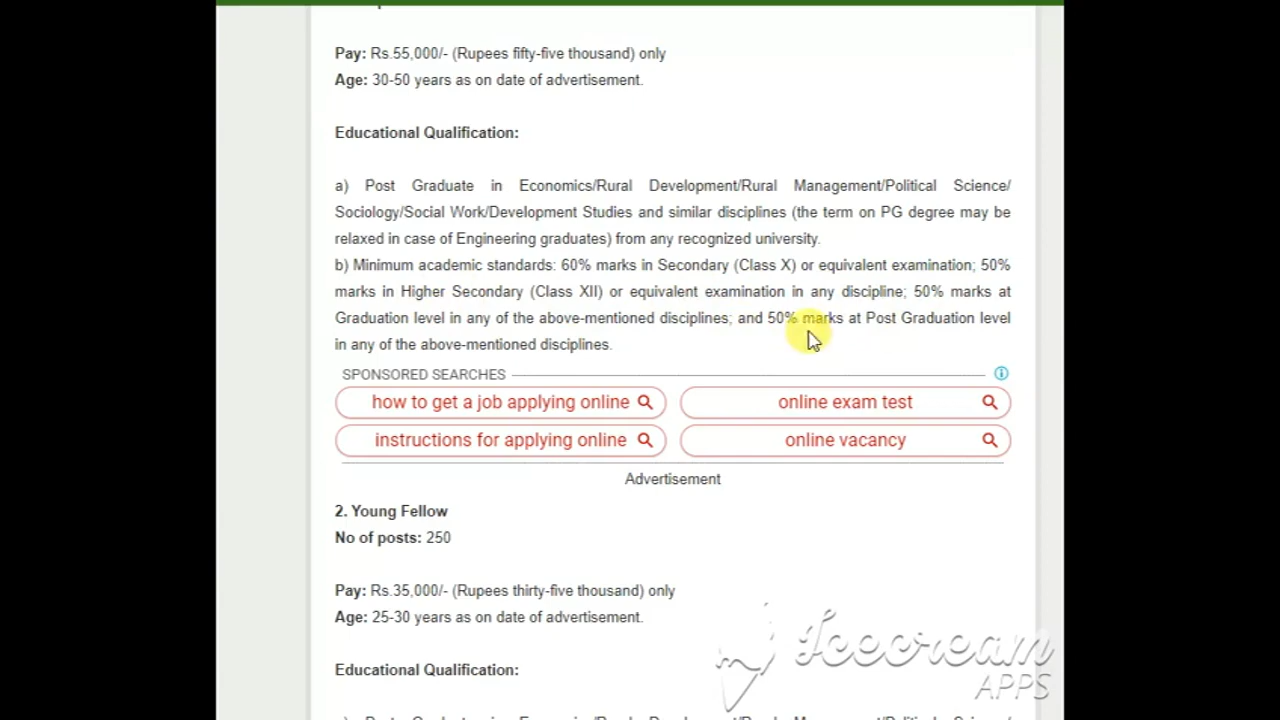 Pay: Rs.55,000/- (Rupees fifty-five thousand) only
Age: 30-50 years as on date of advertisement.
Educational Qualification:
a) Post Graduate in Economics/Rural Development/Rural Management/Political Science/
Sociology/Social Work/Development Studies and similar disciplines (the term on PG degree may be
relaxed in case of Engineering graduates) from any recognized university.
b) Minimum academic standards: 60% marks in Secondary (Class X) or equivalent examination; 50%
marks in Higher Secondary (Class XII) or equivalent examination in any discipline; 50% marks at
Graduation level in any of the above-mentioned disciplines; and 50% marks at Post Graduation level
in any of the above-mentioned disciplines.
SPONSORED SEARCHES
how to get a job applying online
online exam test
instructions for applying online
online vacancy
Advertisement
2. Young Fellow
No of posts: 250
Pay: Rs.35,000/- (Rupees thirty-five thousand) only
Age: 25-30 years as on date of advertisement.
Educational Qualification:
Icecream
APPS